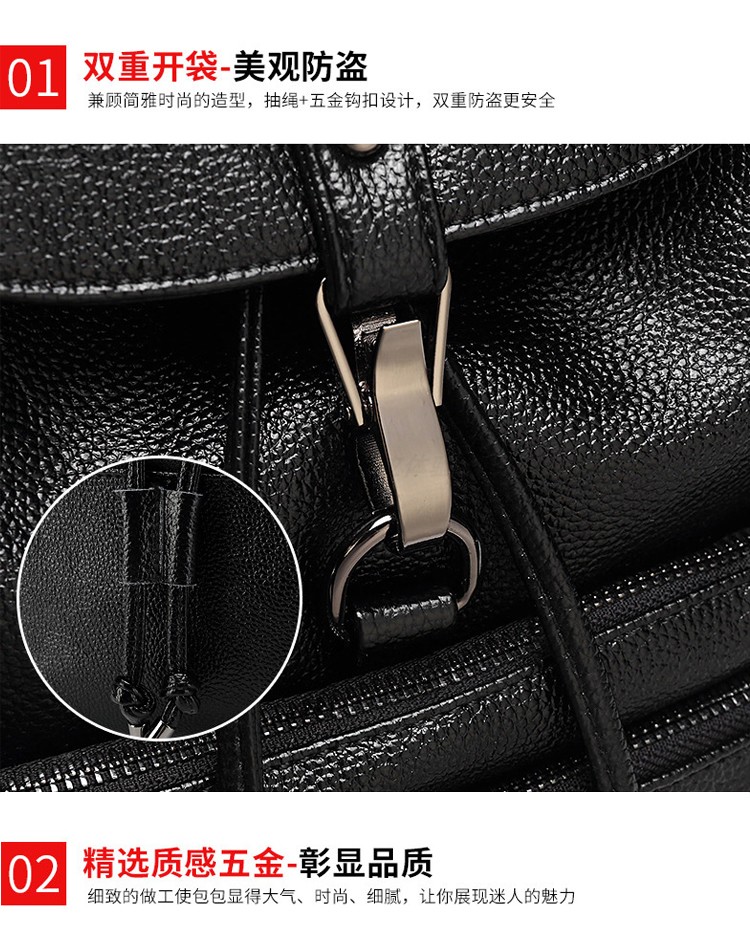 01
双重开袋-美观防盗
兼顾简雅时尚的造型，抽绳+五金钩扣设计，双重防盗更安全
02
精选质感五金-彰显品质
细致的做工使包包显得大气、时尚、细腻，让你展现迷人的魅力